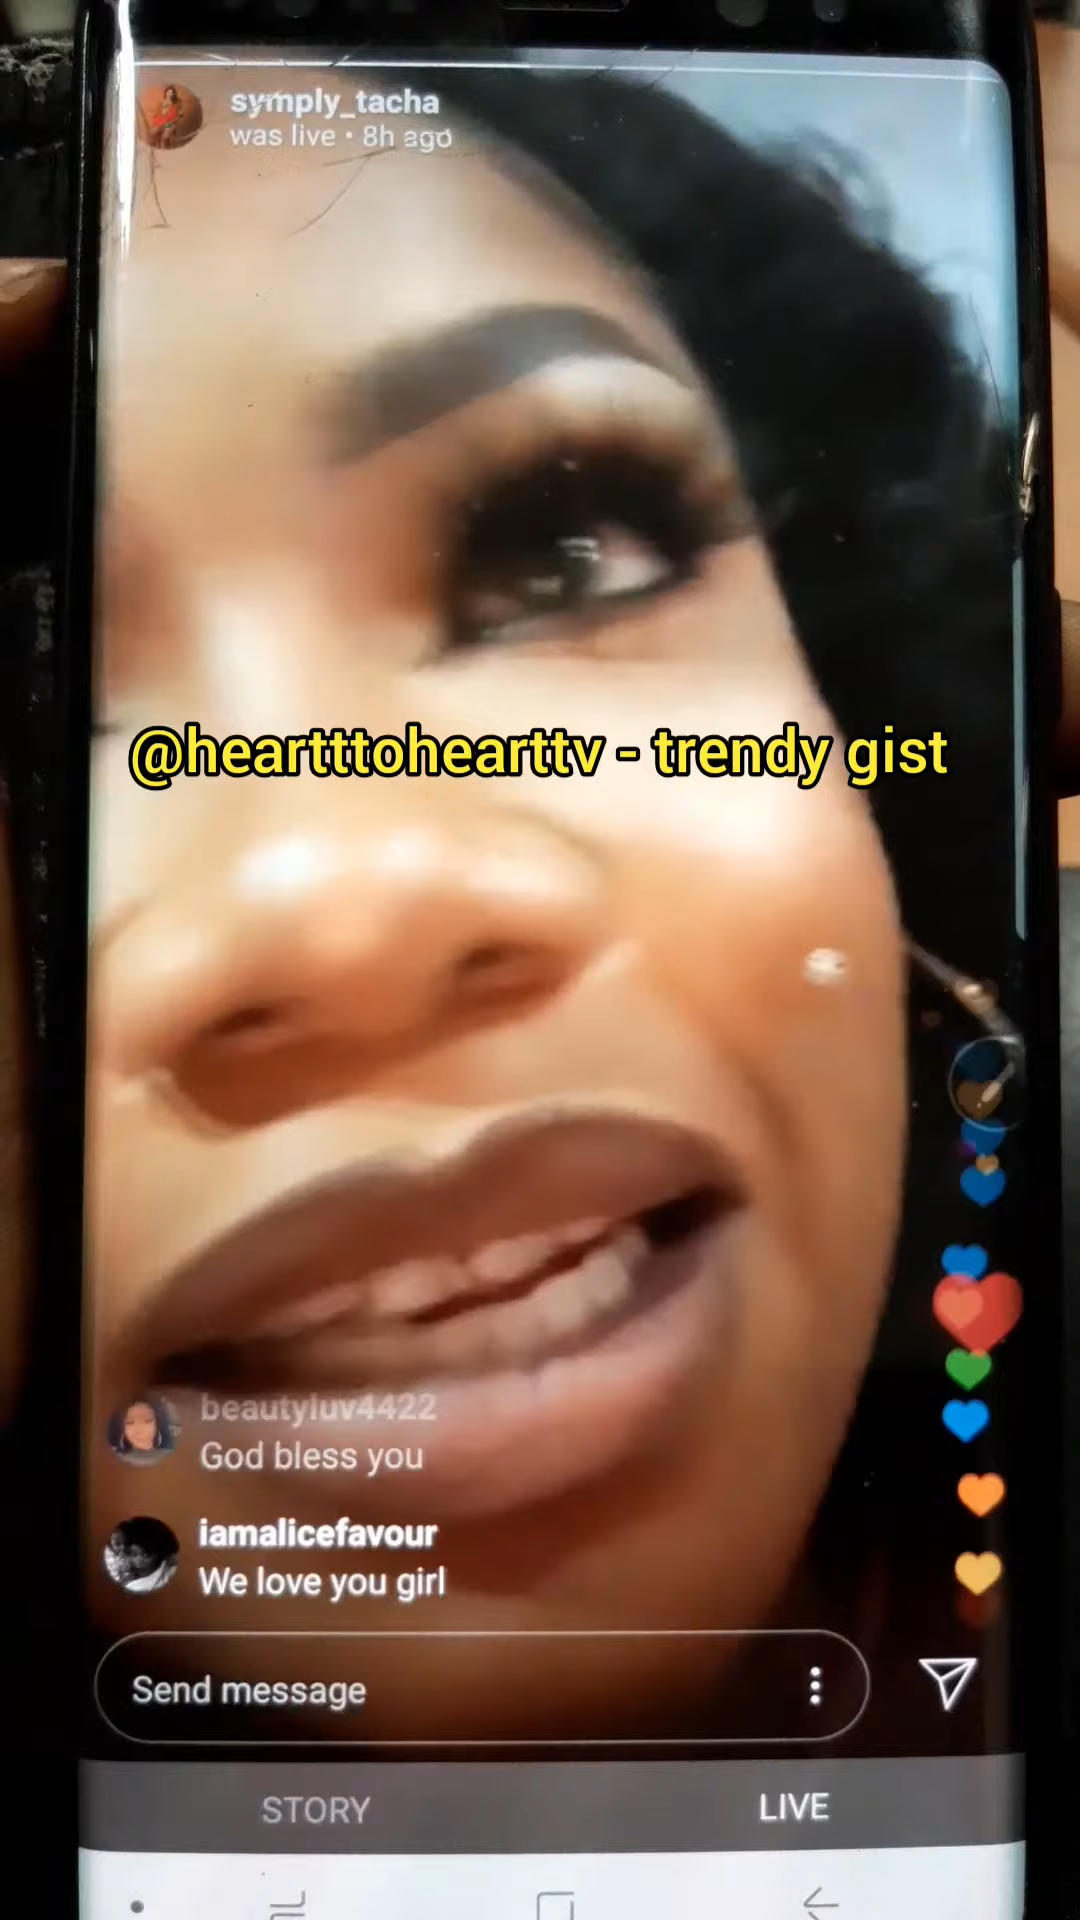 symply_tacha
was live • 8h ago
@heartttohearttv - trendy gist
beautyluv4422
God bless you
iamalicefavour
We love you girl
Send message
STORY
LIVE